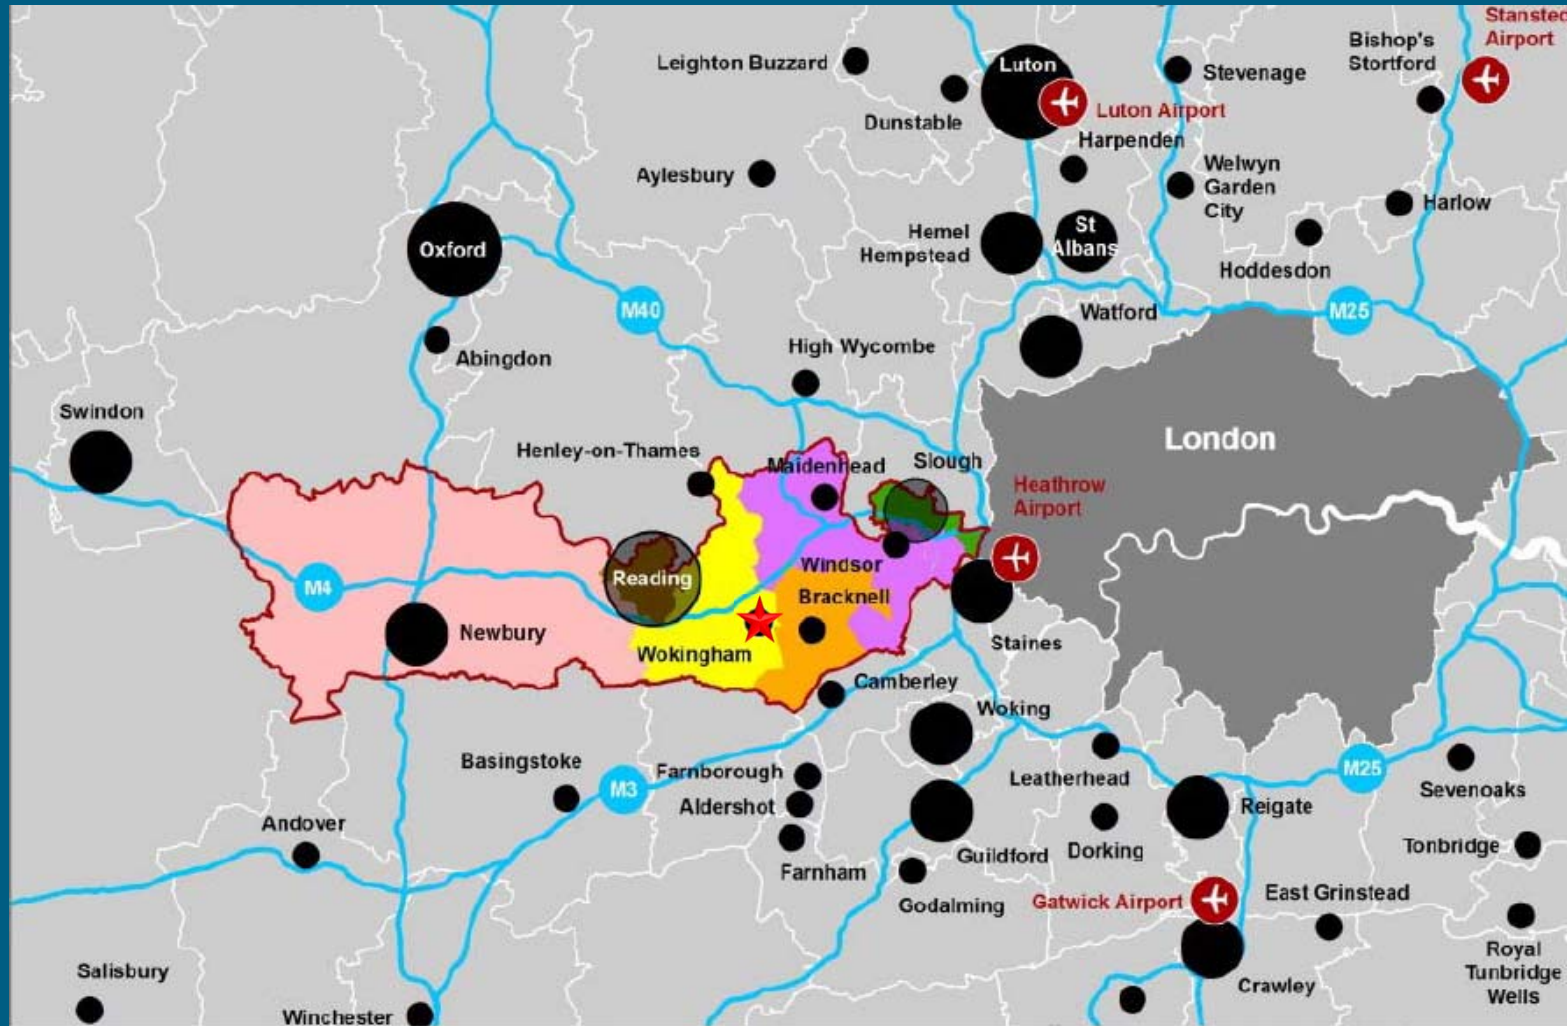 Stansted
Airport
Bishop's
Stortford
Leighton Buzzard
Luton
Stevenage
Luton Airport
Dunstable
Harpenden
Aylesbury
Welwyn
Garden
City
Harlow
Oxford
Hemel
Hempstead
St
Albans
Hoddesdon
M40
Watford
M25
Abingdon
High Wycombe
Swindon
London
Henley-on-Thames
Maidenhead
Slough
Heathrow
Airport
M4
Reading
Windsor
Bracknell
Newbury
Wokingham
Staines
Camberley
Woking
Basingstoke
Farnborough
Leatherhead
M25
Sevenoaks
M3
Aldershot
Reigate
Andover
Farnham
Guildford
Dorking
Tonbridge
Godalming
Gatwick Airport
East Grinstead
Royal
Tunbridge
Wells
Salisbury
Crawley
Winchester